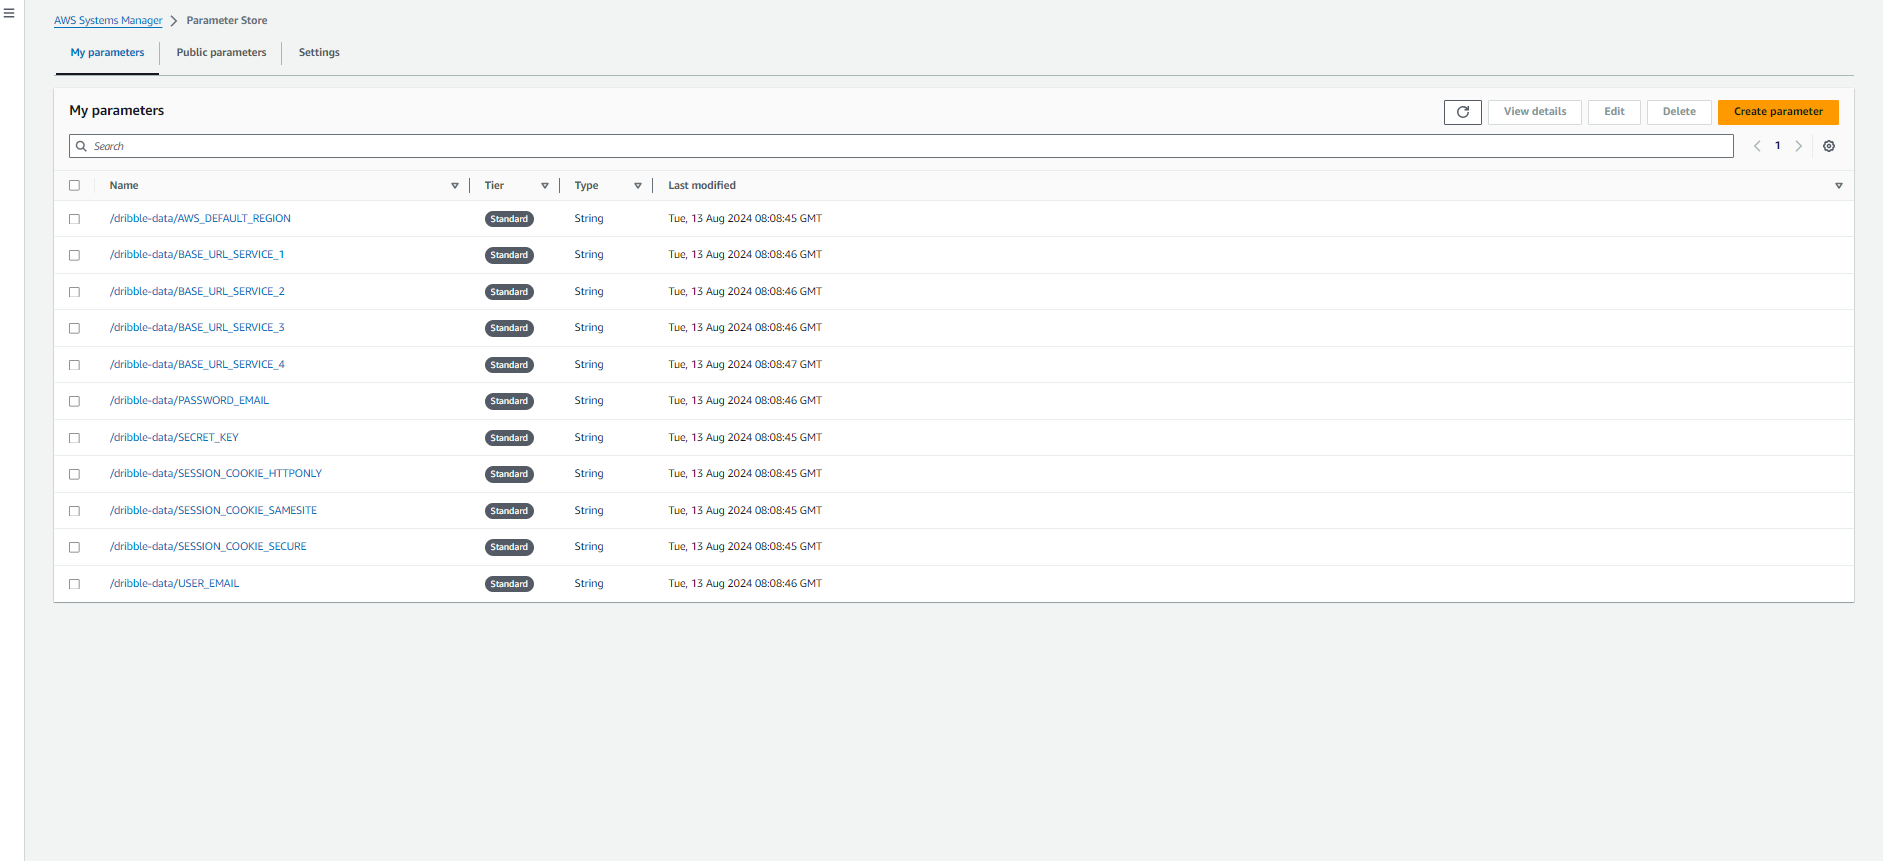 AWS Systems Manager > Parameter Store
My parameters Public parameters Settings
My parameters View details Edit Delete Create parameter
Search 1
Name Tier Type Last modified
/dribble-data/AWS_DEFAULT_REGION Standard String Tue, 13 Aug 2024 08:08:45 GMT
/dribble-data/BASE_URL_SERVICE_1 Standard String Tue, 13 Aug 2024 08:08:46 GMT
/dribble-data/BASE_URL_SERVICE_2 Standard String Tue, 13 Aug 2024 08:08:46 GMT
/dribble-data/BASE_URL_SERVICE_3 Standard String Tue, 13 Aug 2024 08:08:46 GMT
/dribble-data/BASE_URL_SERVICE_4 Standard String Tue, 13 Aug 2024 08:08:47 GMT
/dribble-data/PASSWORD_EMAIL Standard String Tue, 13 Aug 2024 08:08:46 GMT
/dribble-data/SECRET_KEY Standard String Tue, 13 Aug 2024 08:08:45 GMT
/dribble-data/SESSION_COOKIE_HTTPONLY Standard String Tue, 13 Aug 2024 08:08:45 GMT
/dribble-data/SESSION_COOKIE_SAMESITE Standard String Tue, 13 Aug 2024 08:08:45 GMT
/dribble-data/SESSION_COOKIE_SECURE Standard String Tue, 13 Aug 2024 08:08:45 GMT
/dribble-data/USER_EMAIL Standard String Tue, 13 Aug 2024 08:08:46 GMT